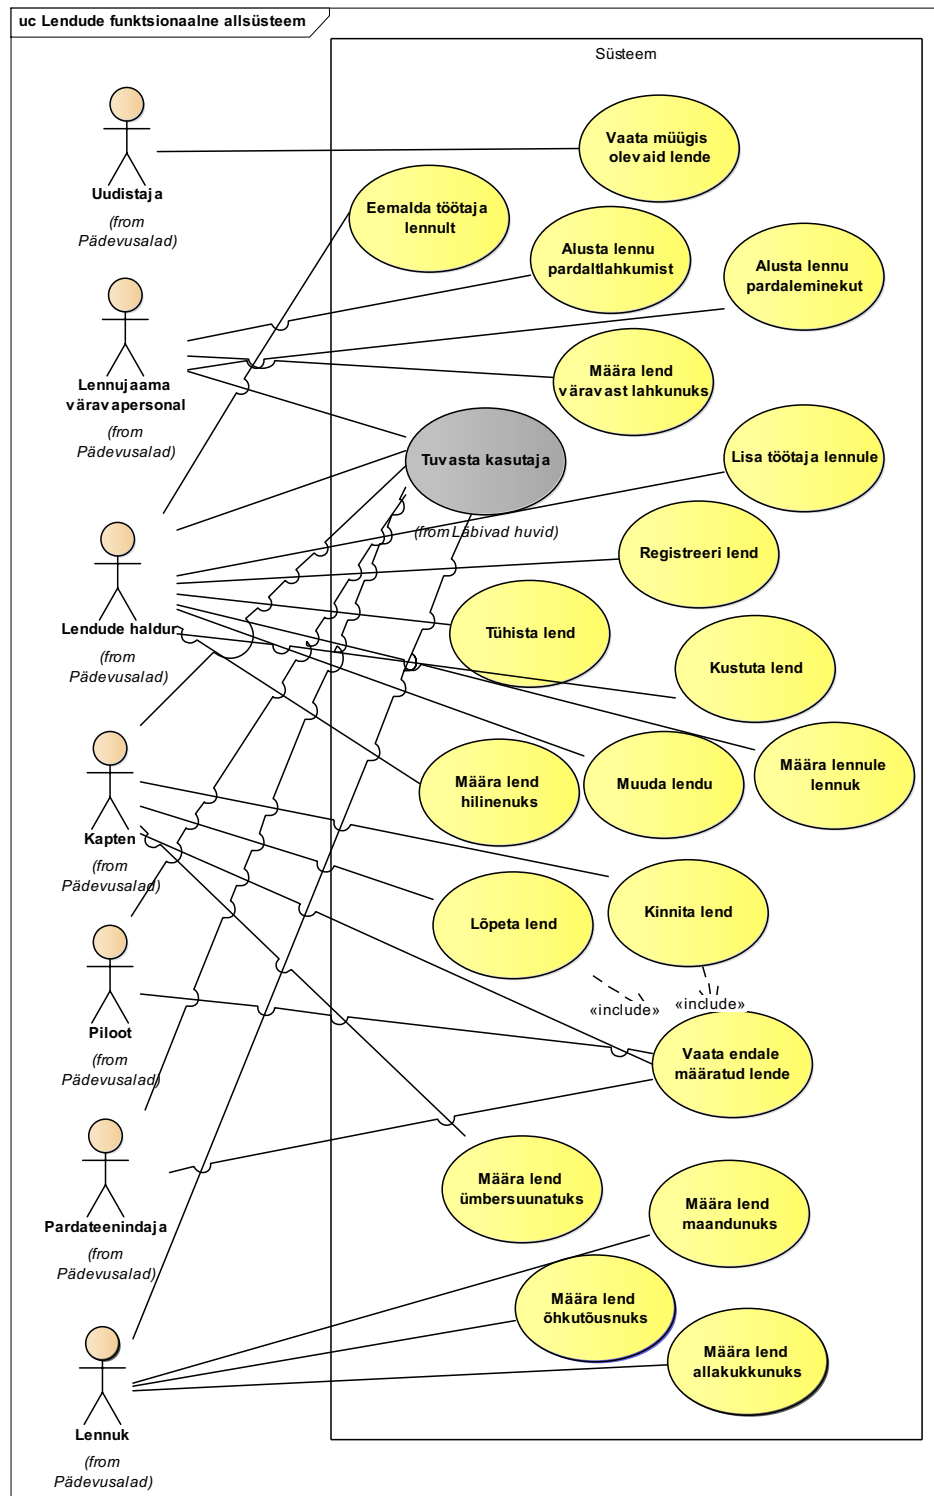 uc Lendude funktsionaalne allsüsteem
Süsteem
Uudistaja
(from
Pädevusalad)
Vaata müügis
olevaid lende
Eemalda töötaja
lennult
Alusta lennu
pardaltlahkumist
Alusta lennu
pardaleminekut
Lennujaama
väravapersonal
(from
Pädevusalad)
Määra lend
väravast lahkunuks
Tuvasta kasutaja
(from Läbivad huvid)
Lisa töötaja lennule
Registreeri lend
Lendude haldur
(from
Pädevusalad)
Tühista lend
Kustuta lend
Määra lend
hilinenuks
Muuda lendu
Määra lennule
lennuk
Kapten
(from
Pädevusalad)
Lõpeta lend
Kinnita lend
«include»
«include»
Piloot
(from
Pädevusalad)
Vaata endale
määratud lende
Pardateenindaja
(from
Pädevusalad)
Määra lend
ümbersuunatuks
Määra lend
maandunuks
Määra lend
õhkutõusnuks
Määra lend
allakukkunuks
Lennuk
(from
Pädevusalad)